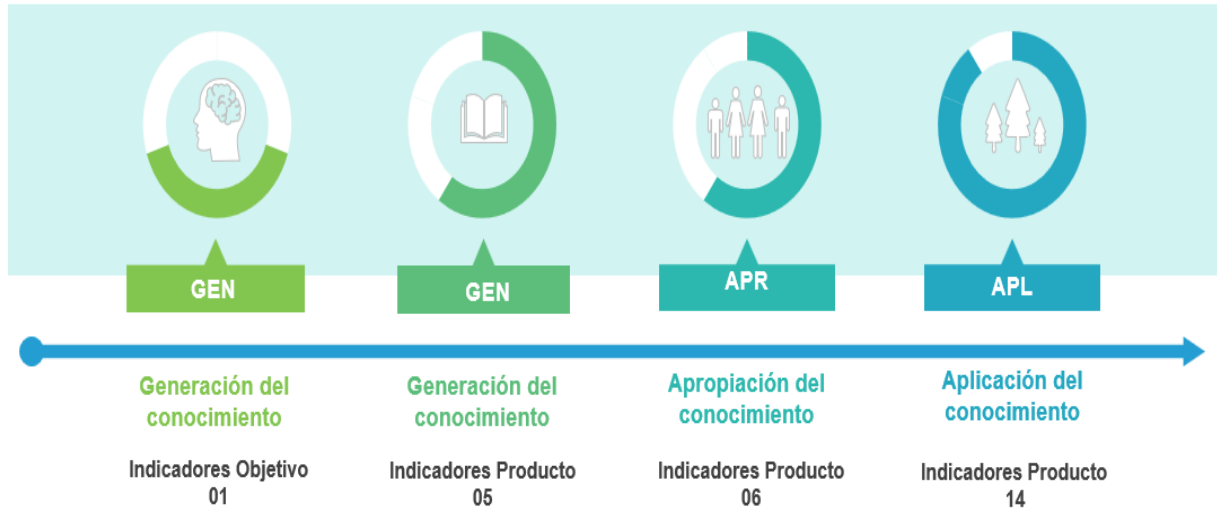 GEN
GEN
APR
APL
Generación del
conocimiento
Generación del
conocimiento
Apropiación del
conocimiento
Aplicación del
conocimiento
Indicadores Objetivo
01
Indicadores Producto
05
Indicadores Producto
06
Indicadores Producto
14